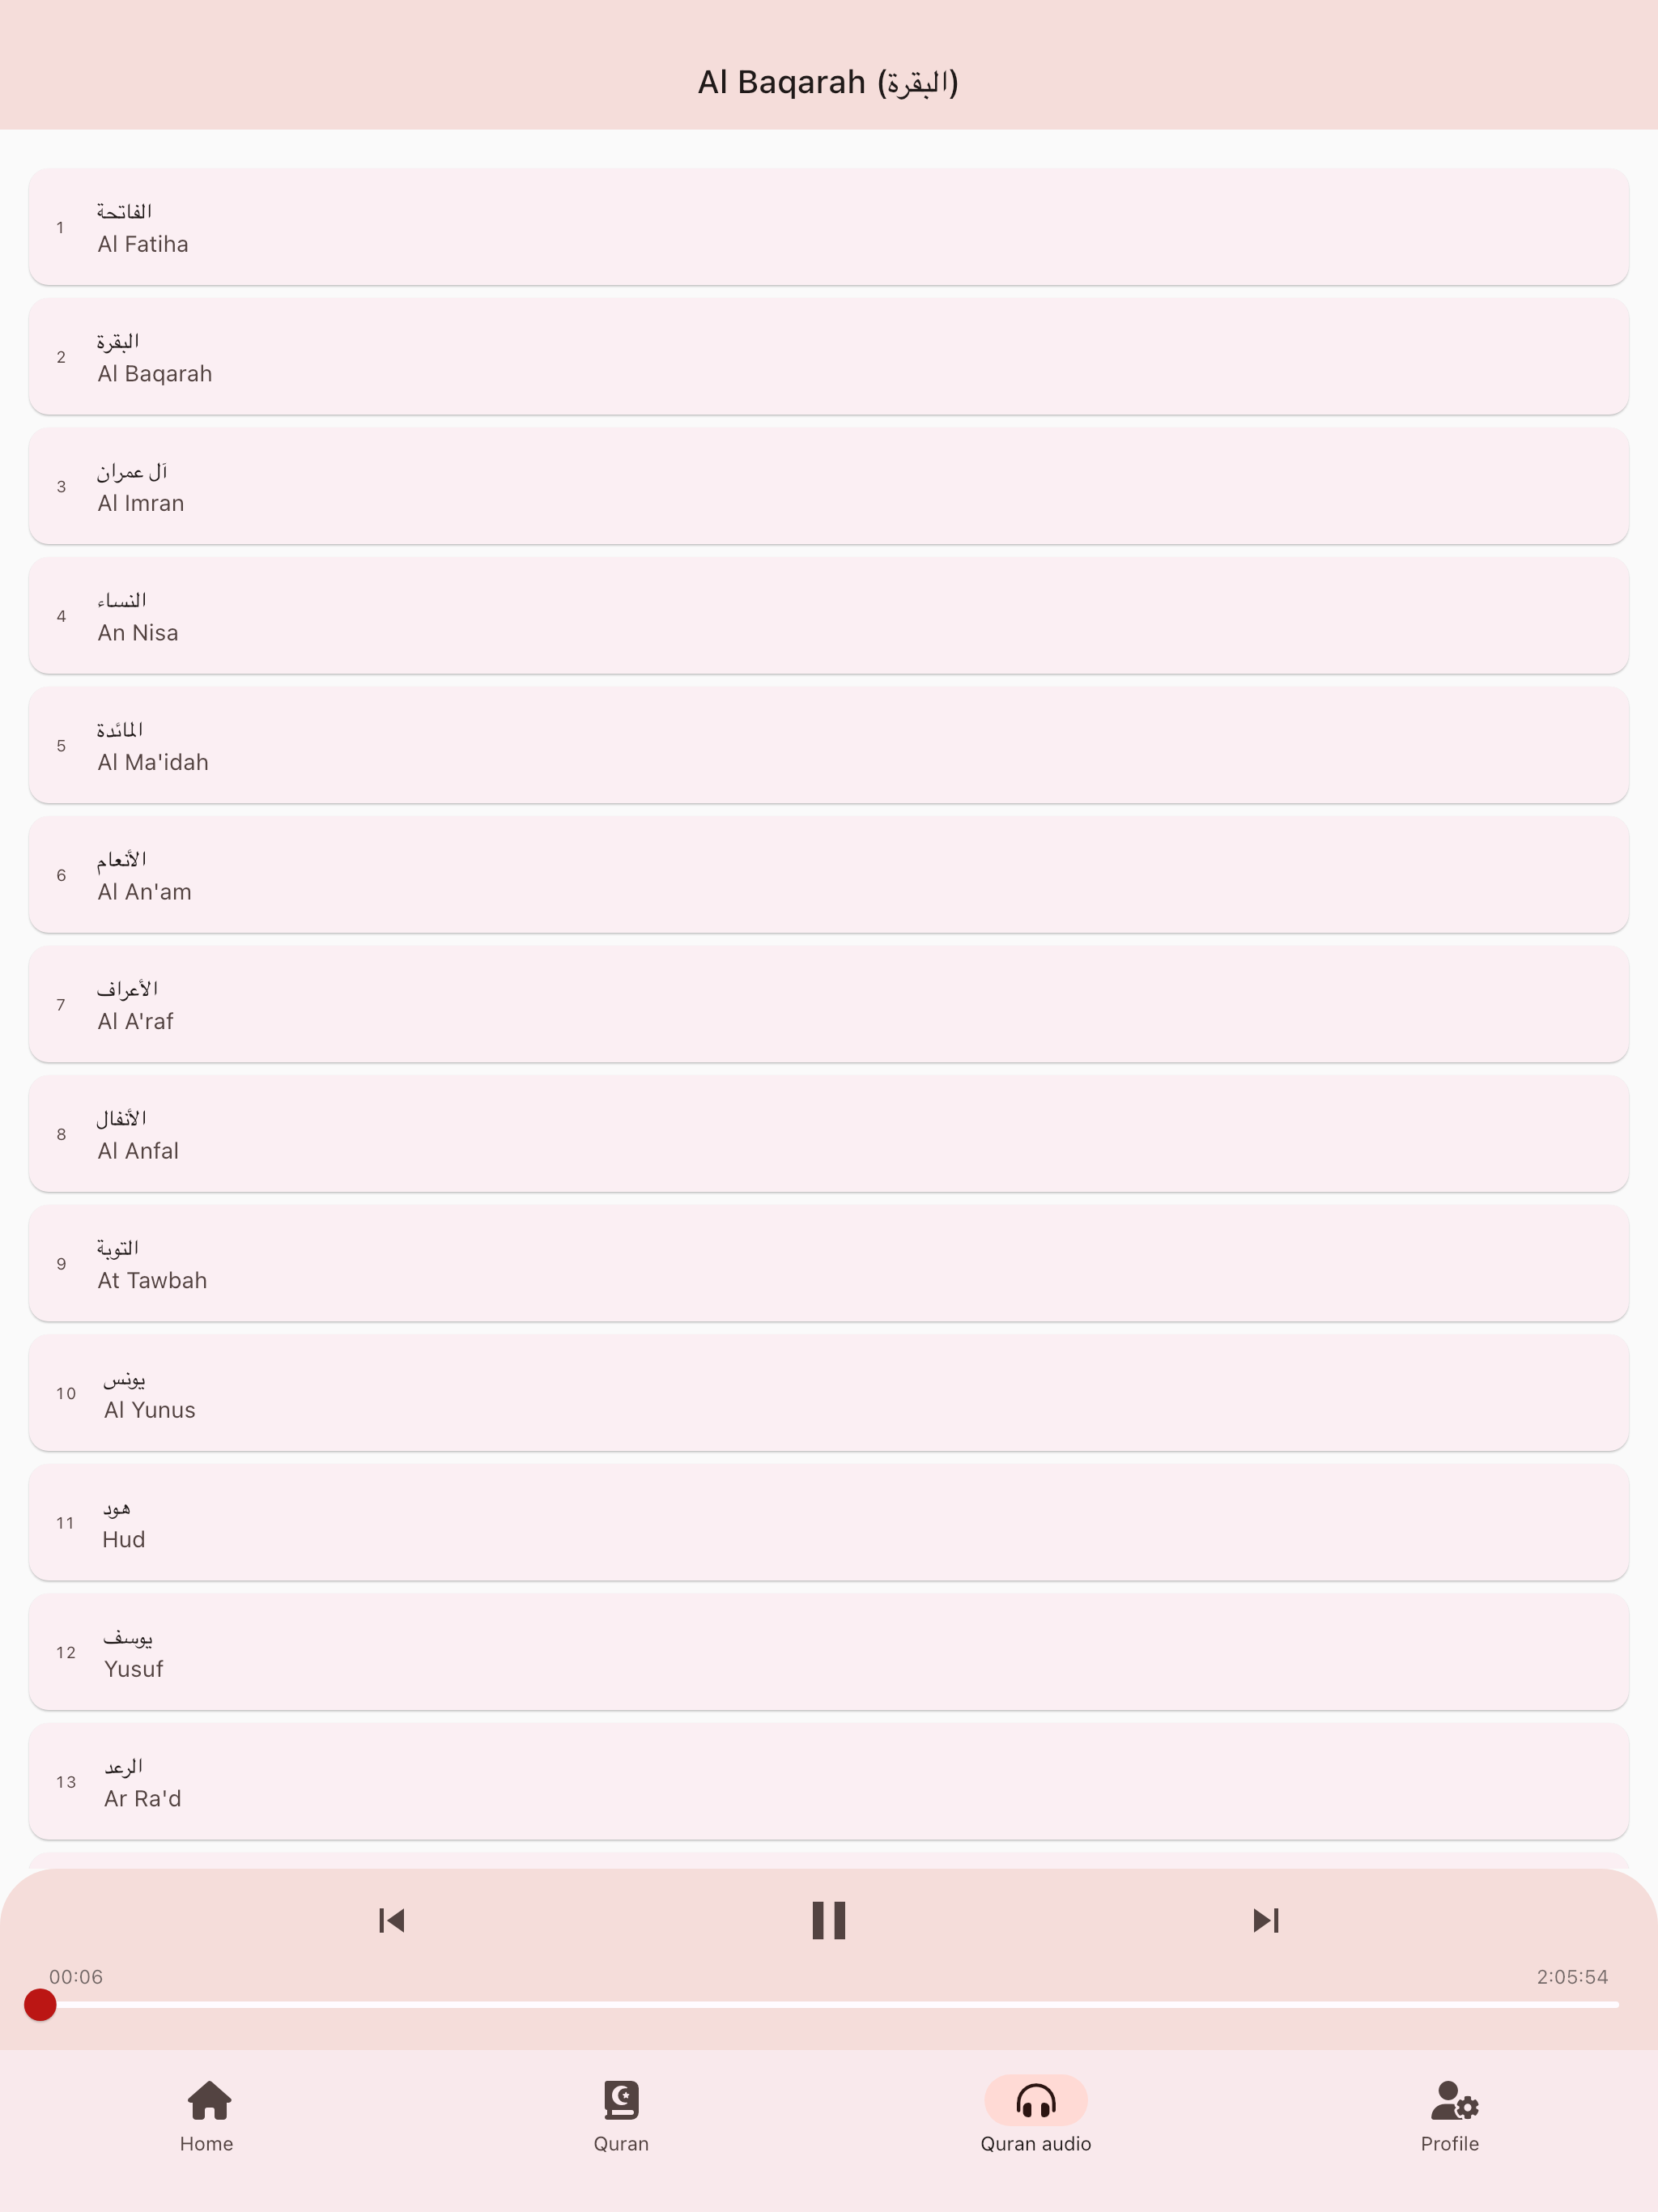 Al Baqarah (البقرة)
1
الفاتحة
Al Fatiha
2
البقرة
Al Baqarah
3
آل عمران
Al Imran
4
النساء
An Nisa
5
المائدة
Al Ma'idah
6
الأنعام
Al An'am
7
الأعراف
Al A'raf
8
الأنفال
Al Anfal
9
التوبة
At Tawbah
10
يونس
Al Yunus
11
هود
Hud
12
يوسف
Yusuf
13
الرعد
Ar Ra'd
00:06 2:05:54
Home Quran Quran audio Profile